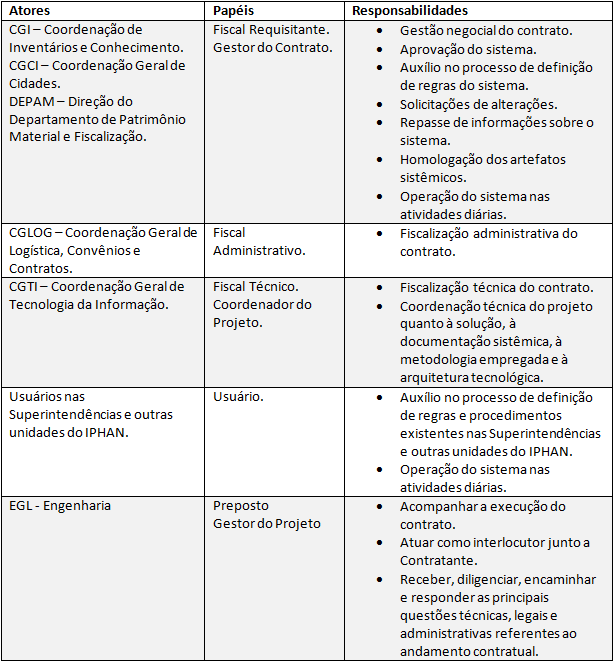 Atores
Papéis
Responsabilidades
CGI – Coordenação de
Inventários e Conhecimento.
CGCI – Coordenação Geral de
Cidades.
DEPAM – Direção do
Departamento de Patrimônio
Material e Fiscalização.
Fiscal Requisitante.
Gestor do Contrato.
• Gestão negocial do contrato.
• Aprovação do sistema.
• Auxílio no processo de definição
de regras do sistema.
• Solicitações de alterações.
• Repasse de informações sobre o
sistema.
• Homologação dos artefatos
sistêmicos.
• Operação do sistema nas
atividades diárias.
CGLOG – Coordenação Geral de
Logística, Convênios e
Contratos.
Fiscal
Administrativo.
• Fiscalização administrativa do
contrato.
CGTI – Coordenação Geral de
Tecnologia da Informação.
Fiscal Técnico.
Coordenador do
Projeto.
• Fiscalização técnica do contrato.
• Coordenação técnica do projeto
quanto à solução, à
documentação sistêmica, à
metodologia empregada e à
arquitetura tecnológica.
Usuários nas
Superintendências e outras
unidades do IPHAN.
Usuário.
• Auxílio no processo de definição
de regras e procedimentos
existentes nas Superintendências
e outras unidades do IPHAN.
• Operação do sistema nas
atividades diárias.
EGL - Engenharia
Preposto
Gestor do Projeto
• Acompanhar a execução do
contrato.
• Atuar como interlocutor junto a
Contratante.
• Receber, diligenciar, encaminhar
e responder as principais
questões técnicas, legais e
administrativas referentes ao
andamento contratual.